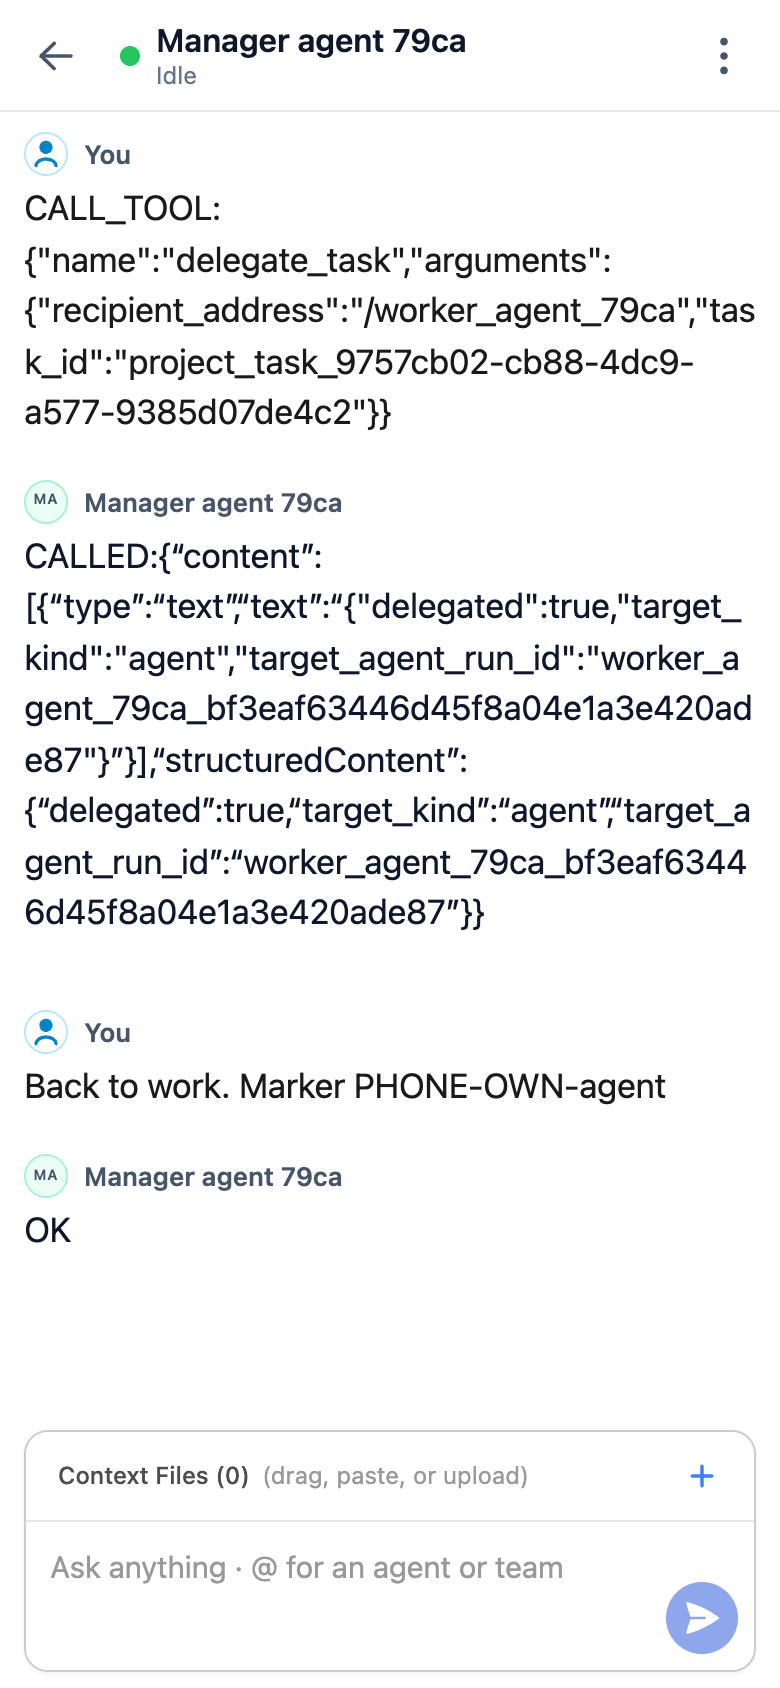 Manager agent 79ca
Idle
You
CALL_TOOL:
{"name":"delegate_task","arguments":
{"recipient_address":"/worker_agent_79ca","tas
k_id":"project_task_9757cb02-cb88-4dc9-
a577-9385d07de4c2"}}
MA Manager agent 79ca
CALLED:{“content”:
[{“type”:“text”,“text”:“{"delegated":true,"target_
kind":"agent","target_agent_run_id":"worker_a
gent_79ca_bf3eaf63446d45f8a04e1a3e420ad
e87"}”}],“structuredContent”:
{“delegated”:true,“target_kind”:“agent”,“target_a
gent_run_id”:“worker_agent_79ca_bf3eaf6344
6d45f8a04e1a3e420ade87”}}
You
Back to work. Marker PHONE-OWN-agent
MA Manager agent 79ca
OK
Context Files (0) (drag, paste, or upload)
Ask anything · @ for an agent or team